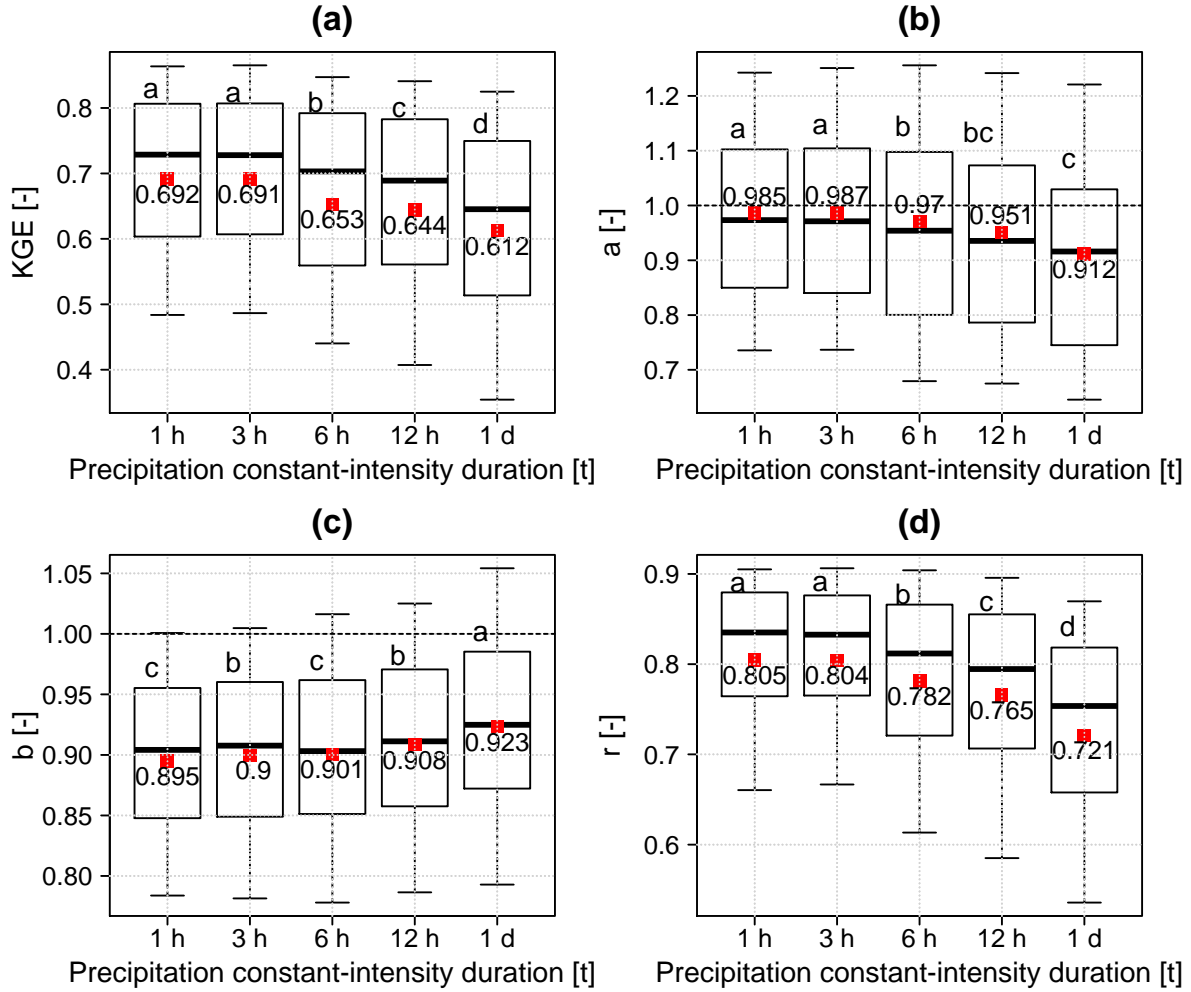 (a)
KGE [-]
0.8
0.7
0.6
0.5
0.4
a
a
b
c
d
0.692
0.691
0.653
0.644
0.612
1 h
3 h
6 h
12 h
1 d
Precipitation constant-intensity duration [t]
(b)
a [-]
1.2
1.1
1.0
0.9
0.8
0.7
a
a
b
bc
c
0.985
0.987
0.97
0.951
0.912
1 h
3 h
6 h
12 h
1 d
Precipitation constant-intensity duration [t]
(c)
b [-]
1.05
1.00
0.95
0.90
0.85
0.80
c
b
c
b
a
0.895
0.9
0.901
0.908
0.923
1 h
3 h
6 h
12 h
1 d
Precipitation constant-intensity duration [t]
(d)
r [-]
0.9
0.8
0.7
0.6
a
a
b
c
d
0.805
0.804
0.782
0.765
0.721
1 h
3 h
6 h
12 h
1 d
Precipitation constant-intensity duration [t]